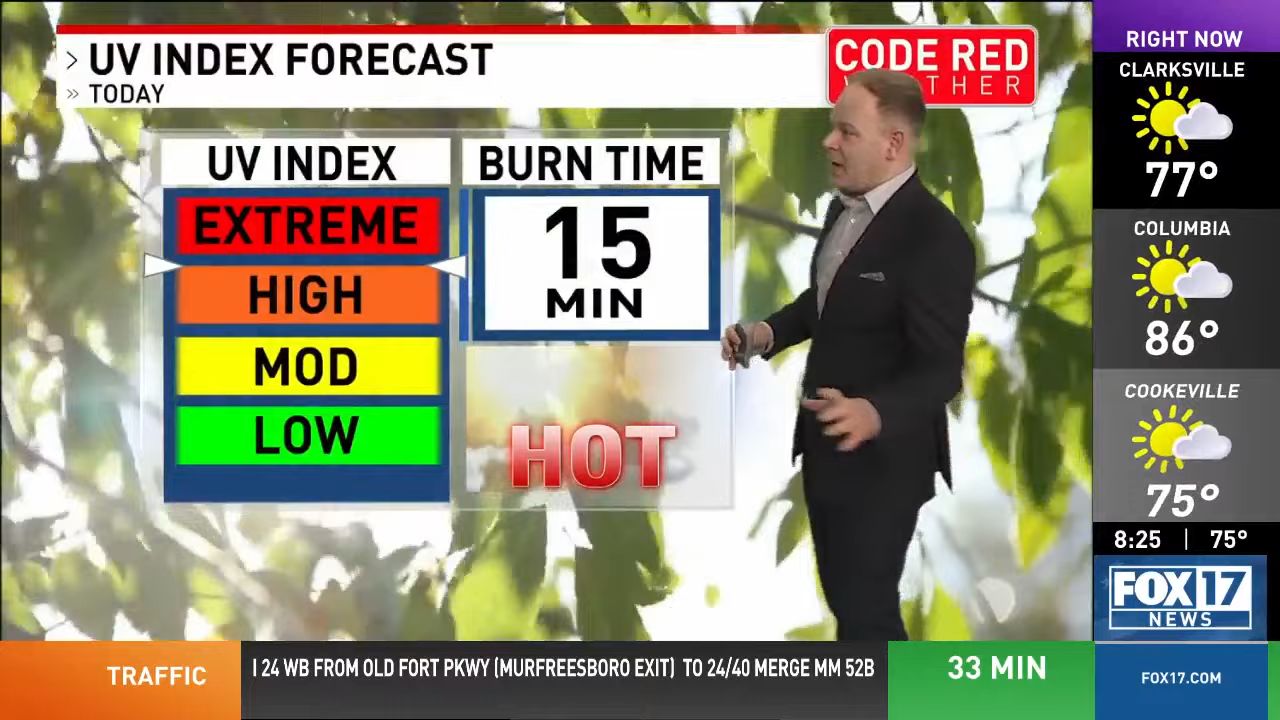 > UV INDEX FORECAST
» TODAY
CODE RED
THER
UV INDEX
EXTREME
HIGH
MOD
LOW
BURN TIME
15
MIN
HOT
RIGHT NOW
CLARKSVILLE
77°
COLUMBIA
86°
COOKEVILLE
75°
8:25 | 75°
FOX 17
NEWS
TRAFFIC
I 24 WB FROM OLD FORT PKWY (MURFREESBORO EXIT) TO 24/40 MERGE MM 52B
33 MIN
FOX17.COM